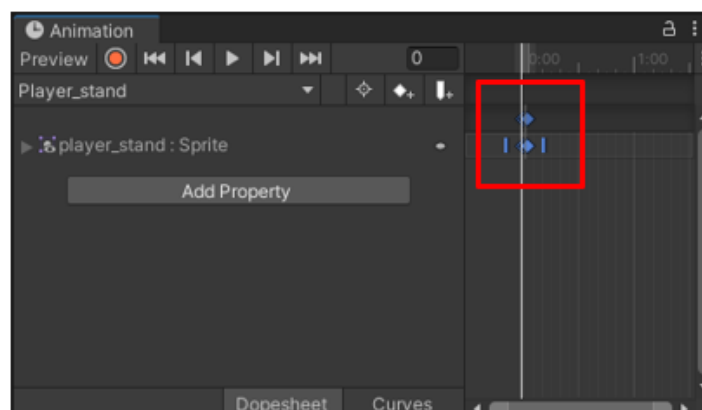 Animation
Preview 0 0:00 1:00
Player_stand
player_stand : Sprite
Add Property
Dopesheet Curves